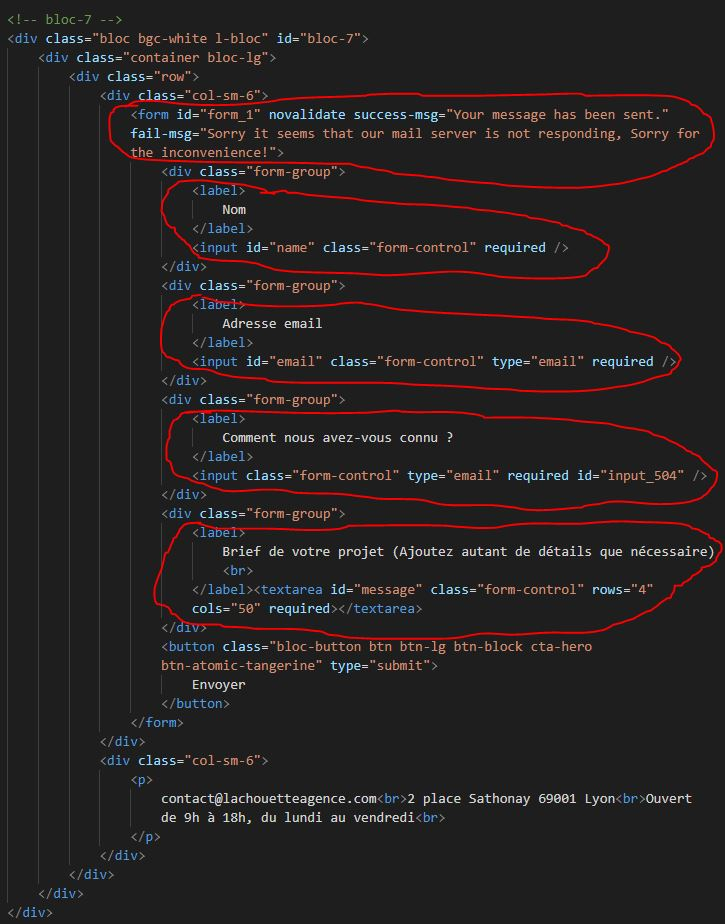 <!-- bloc-7 -->
<div class="bloc bgc-white l-bloc" id="bloc-7">
<div class="container bloc-lg">
<div class="row">
<div class="col-sm-6">
<form id="form_1" novalidate success-msg="Your message has been sent."
fail-msg="Sorry it seems that our mail server is not responding, Sorry for
the inconvenience!">
<div class="form-group">
<label>
Nom
</label>
<input id="name" class="form-control" required />
</div>
<div class="form-group">
<label>
Adresse email
</label>
<input id="email" class="form-control" type="email" required />
</div>
<div class="form-group">
<label>
Comment nous avez-vous connu ?
</label>
<input class="form-control" type="email" required id="input_504" />
</div>
<div class="form-group">
<label>
Brief de votre projet (Ajoutez autant de détails que nécessaire)
<br>
</label><textarea id="message" class="form-control" rows="4"
cols="50" required></textarea>
</div>
<button class="bloc-button btn btn-lg btn-block cta-hero
btn-atomic-tangerine" type="submit">
Envoyer
</button>
</form>
</div>
<div class="col-sm-6">
<p>
contact@lachouetteagence.com<br>2 place Sathonay 69001 Lyon<br>Ouvert
de 9h à 18h, du lundi au vendredi<br>
</p>
</div>
</div>
</div>
</div>